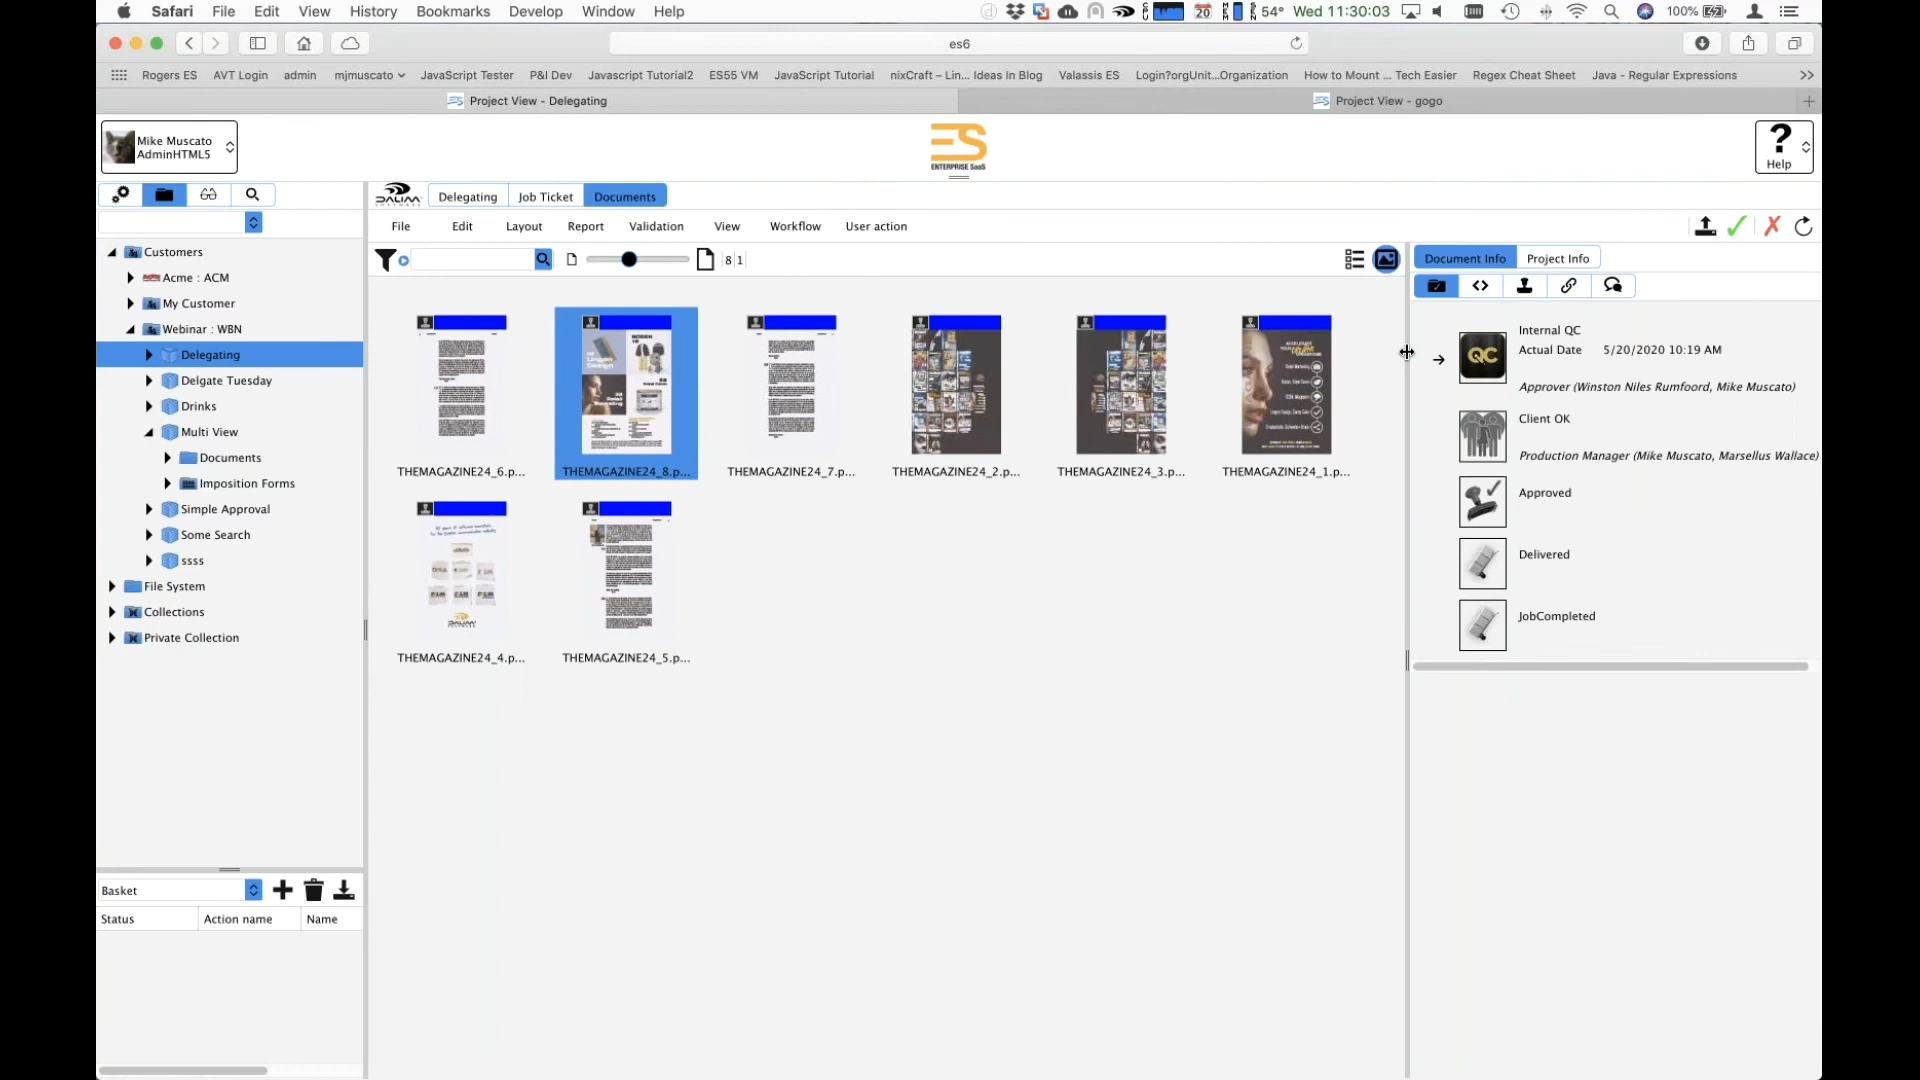 Safari File Edit View History Bookmarks Develop Window Help
20 54° Wed 11:30:03 100%
es6
Rogers ES AVT Login admin mjmuscato JavaScript Tester P&I Dev Javascript Tutorial2 ES55 VM JavaScript Tutorial nixCraft – Lin... Ideas In Blog Valassis ES Login?orgUnit...Organization How to Mount ... Tech Easier Regex Cheat Sheet Java - Regular Expressions
Project View - Delegating
Project View - gogo
Mike Muscato
AdminHTML5
ES
ENTERPRISE SaaS
?
Help
DALIM
SOFTWARE
Delegating Job Ticket Documents
File Edit Layout Report Validation View Workflow User action
8 1
Document Info Project Info
Customers
Acme : ACM
My Customer
Webinar : WBN
Delegating
Delgate Tuesday
Drinks
Multi View
Documents
Imposition Forms
Simple Approval
Some Search
ssss
File System
Collections
Private Collection
THEMAGAZINE24_6.p... THEMAGAZINE24_8.p... THEMAGAZINE24_7.p... THEMAGAZINE24_2.p... THEMAGAZINE24_3.p... THEMAGAZINE24_1.p...
THEMAGAZINE24_4.p... THEMAGAZINE24_5.p...
QC
Internal QC
Actual Date 5/20/2020 10:19 AM
Approver (Winston Niles Rumfoord, Mike Muscato)
Client OK
Production Manager (Mike Muscato, Marsellus Wallace)
Approved
Delivered
JobCompleted
Basket
Status Action name Name